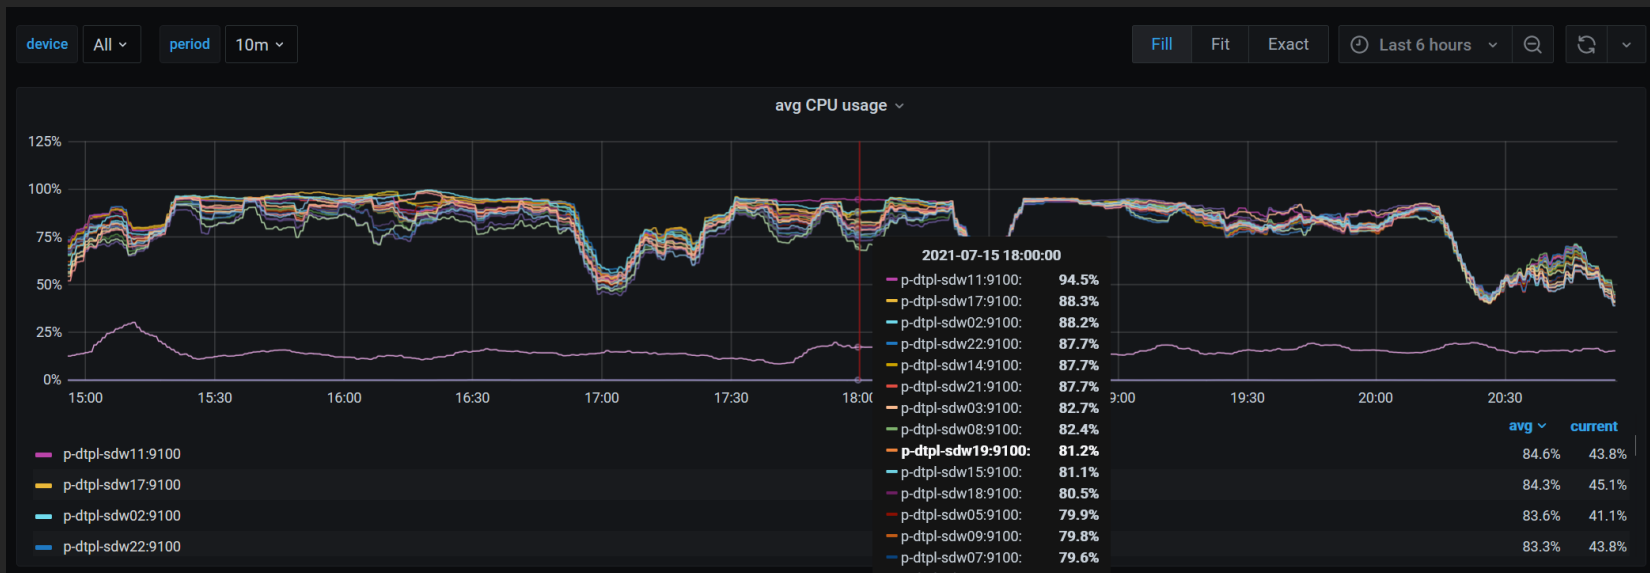 device All period 10m Fill Fit Exact Last 6 hours
avg CPU usage
125%
100%
75%
50%
25%
0%
15:00 15:30 16:00 16:30 17:00 17:30 18:00 9:00 19:30 20:00 20:30
2021-07-15 18:00:00
p-dtpl-sdw11:9100: 94.5%
p-dtpl-sdw17:9100: 88.3%
p-dtpl-sdw02:9100: 88.2%
p-dtpl-sdw22:9100: 87.7%
p-dtpl-sdw14:9100: 87.7%
p-dtpl-sdw21:9100: 87.7%
p-dtpl-sdw03:9100: 82.7%
p-dtpl-sdw08:9100: 82.4%
p-dtpl-sdw19:9100: 81.2%
p-dtpl-sdw15:9100: 81.1%
p-dtpl-sdw18:9100: 80.5%
p-dtpl-sdw05:9100: 79.9%
p-dtpl-sdw09:9100: 79.8%
p-dtpl-sdw07:9100: 79.6%
avg current
p-dtpl-sdw11:9100 84.6% 43.8%
p-dtpl-sdw17:9100 84.3% 45.1%
p-dtpl-sdw02:9100 83.6% 41.1%
p-dtpl-sdw22:9100 83.3% 43.8%